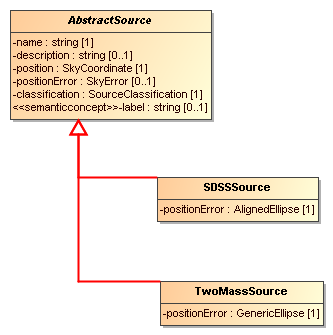 AbstractSource
-name : string [1]
-description : string [0..1]
-position : SkyCoordinate [1]
-positionError : SkyError [0..1]
-classification : SourceClassification [1]
<<semanticconcept>>-label : string [0..1]
SDSSSource
-positionError : AlignedEllipse [1]
TwoMassSource
-positionError : GenericEllipse [1]